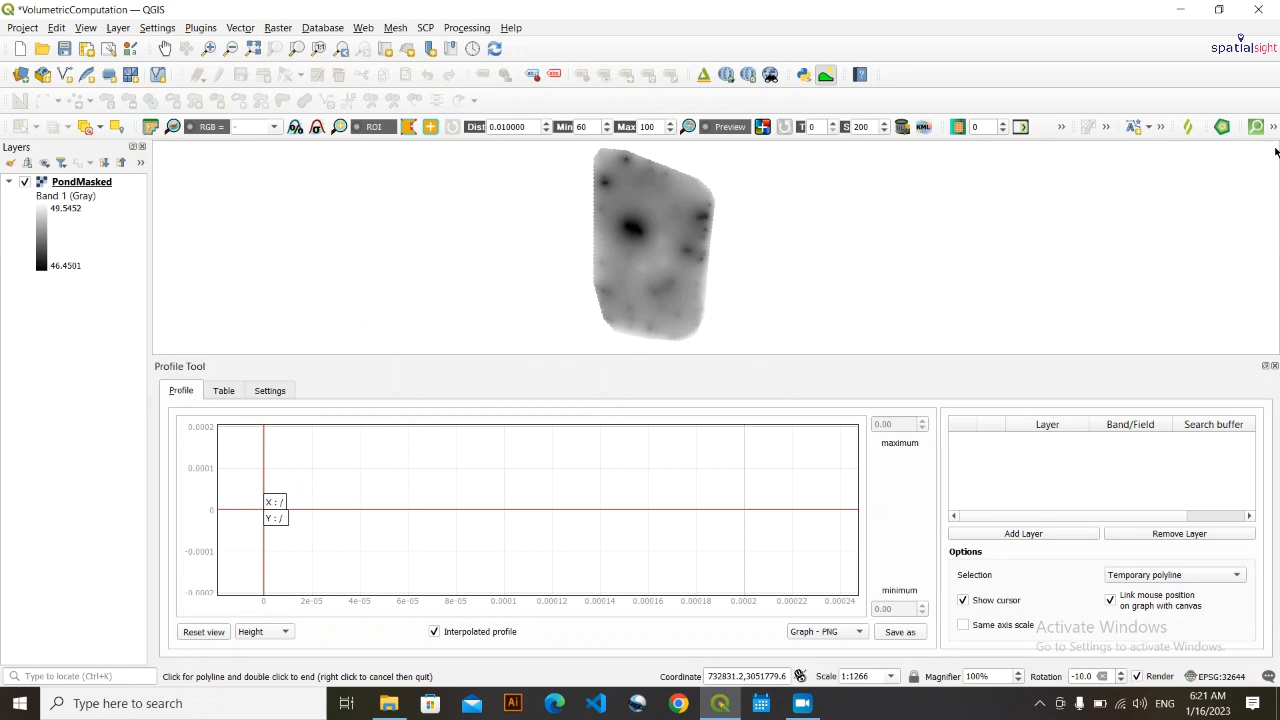 *VolumetricComputation — QGIS
Project Edit View Layer Settings Plugins Vector Raster Database Web Mesh SCP Processing Help
spatialsight
RGB = - ROI Dist 0.010000 Min 60 Max 100 Preview T 0 S 200 KML 0
Layers
PondMasked
Band 1 (Gray)
49.5452
46.4501
Profile Tool
Profile Table Settings
0.0002
0.0001
0
-0.0001
-0.0002
X : /
Y : /
0 2e-05 4e-05 6e-05 8e-05 0.0001 0.00012 0.00014 0.00016 0.00018 0.0002 0.00022 0.00024
0.00
maximum
minimum
0.00
Reset view Height Interpolated profile Graph - PNG Save as
Layer Band/Field Search buffer
Add Layer Remove Layer
Options
Selection Temporary polyline
Show cursor Link mouse position
on graph with canvas
Same axis scale
Activate Windows
Go to Settings to activate Windows.
Type to locate (Ctrl+K) Click for polyline and double click to end (right click to cancel then quit) Coordinate 732831.2,3051779.6 Scale 1:1266 Magnifier 100% Rotation -10.0 Render EPSG:32644
Type here to search
Ai
ENG
6:21 AM
1/16/2023